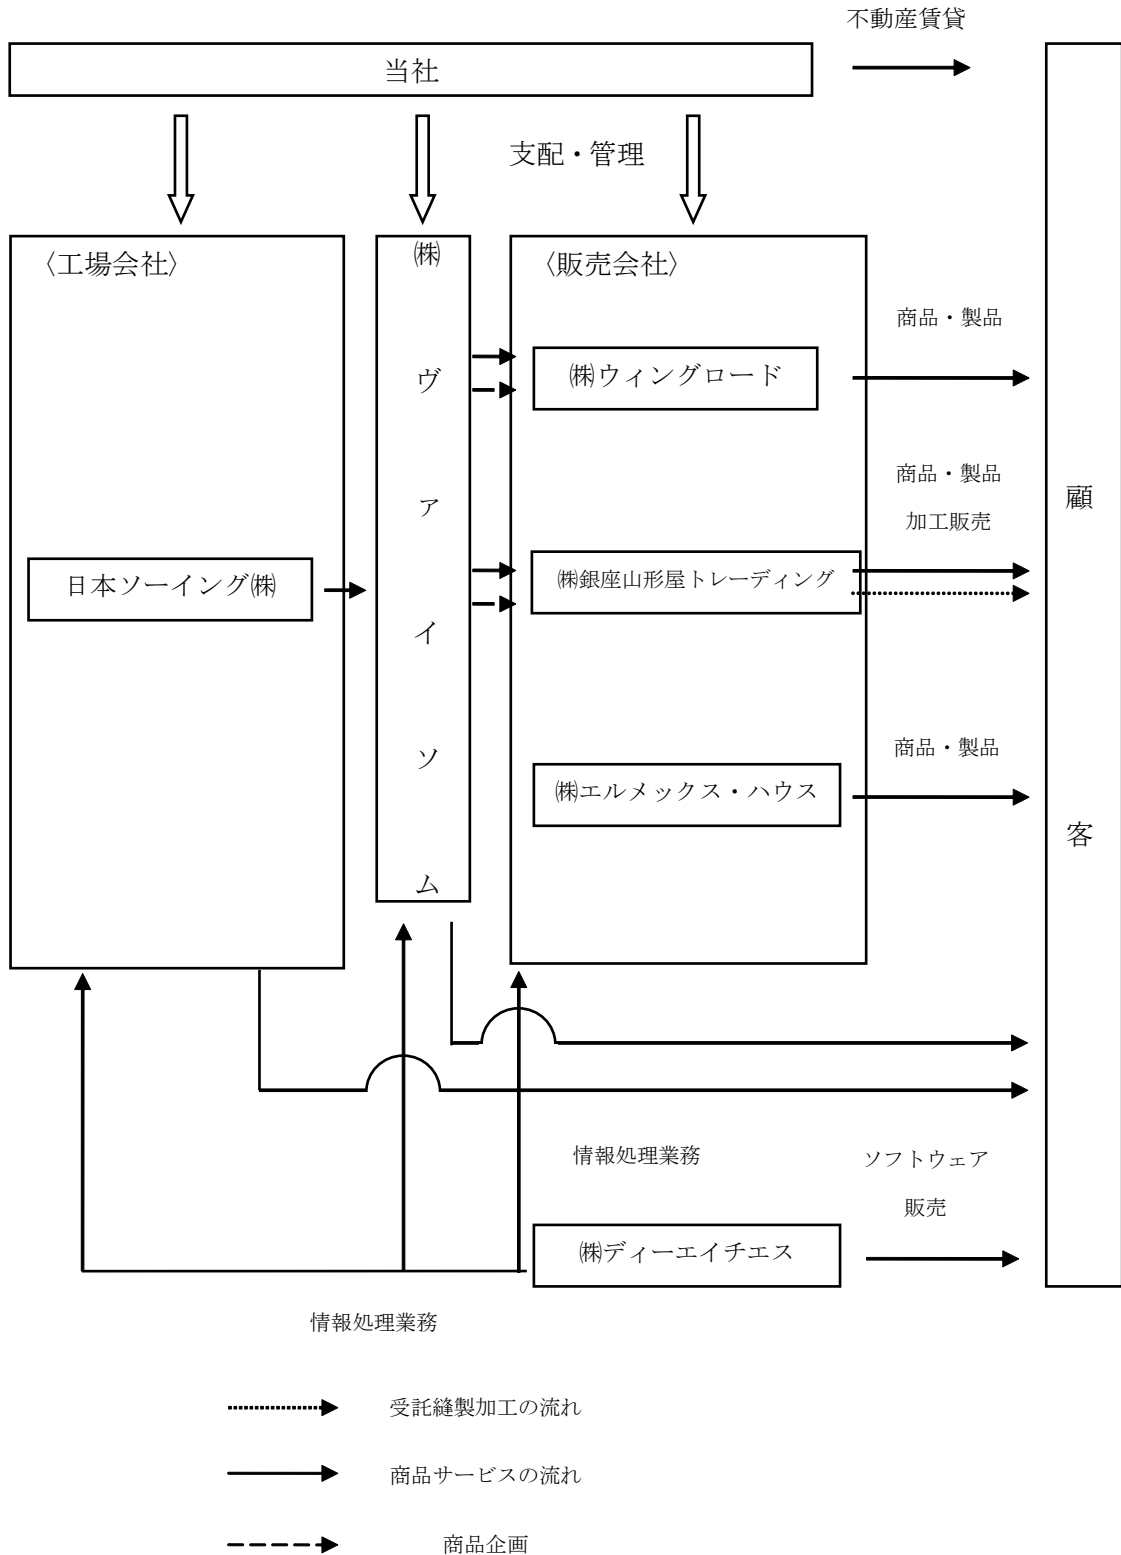 不動産賃貸
当社
支配・管理
〈工場会社〉
㈱ヴァイソム
〈販売会社〉
商品・製品
㈱ウィングロード
商品・製品
加工販売
顧客
日本ソーイング㈱
㈱銀座山形屋トレーディング
商品・製品
㈱エルメックス・ハウス
情報処理業務
ソフトウェア
販売
㈱ディーエイチエス
情報処理業務
受託縫製加工の流れ
商品サービスの流れ
商品企画